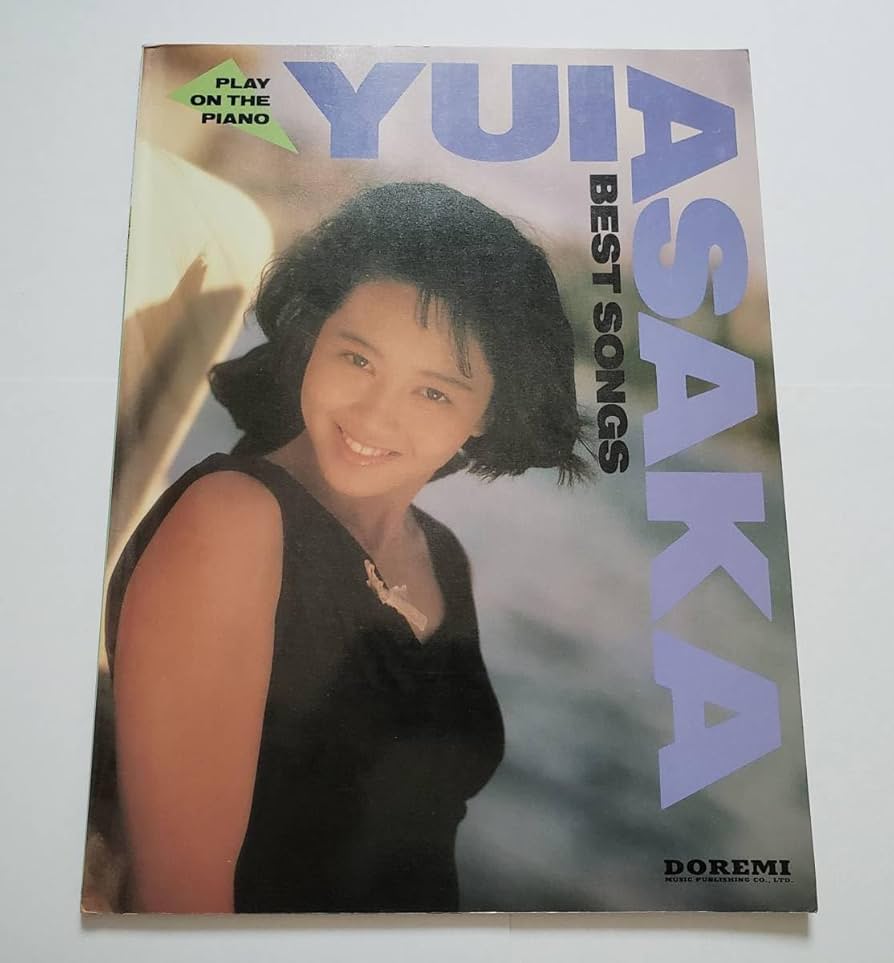 PLAY
ON THE
PIANO
YUI
ASAKA
BEST SONGS
DOREMI
MUSIC PUBLISHING CO., LTD.